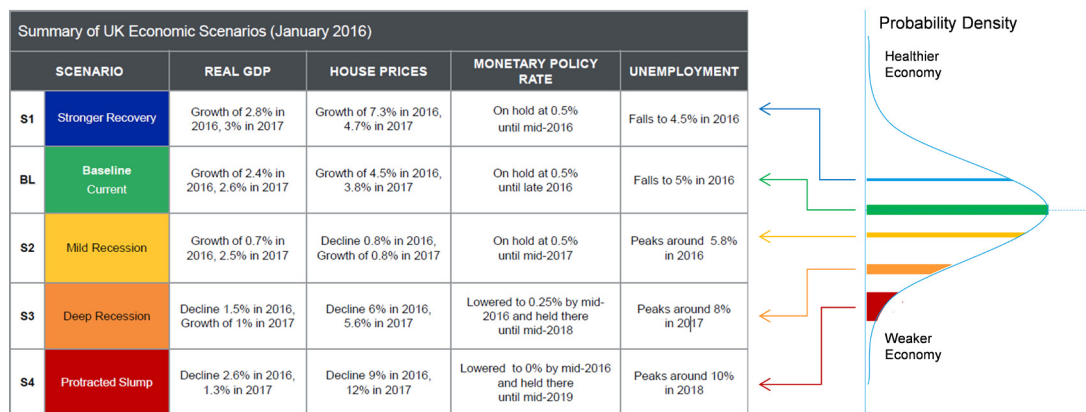 Summary of UK Economic Scenarios (January 2016)
SCENARIO
REAL GDP
HOUSE PRICES
MONETARY POLICY
RATE
UNEMPLOYMENT
S1
Stronger Recovery
Growth of 2.8% in
2016, 3% in 2017
Growth of 7.3% in 2016,
4.7% in 2017
On hold at 0.5%
until mid-2016
Falls to 4.5% in 2016
BL
Baseline
Current
Growth of 2.4% in
2016, 2.6% in 2017
Growth of 4.5% in 2016,
3.8% in 2017
On hold at 0.5%
until late 2016
Falls to 5% in 2016
S2
Mild Recession
Growth of 0.7% in
2016, 2.5% in 2017
Decline 0.8% in 2016,
Growth of 0.8% in 2017
On hold at 0.5%
until mid-2017
Peaks around 5.8%
in 2016
S3
Deep Recession
Decline 1.5% in 2016,
Growth of 1% in 2017
Decline 6% in 2016,
5.6% in 2017
Lowered to 0.25% by mid-
2016 and held there
until mid-2018
Peaks around 8%
in 2017
S4
Protracted Slump
Decline 2.6% in 2016,
1.3% in 2017
Decline 9% in 2016,
12% in 2017
Lowered to 0% by mid-2016
and held there
until mid-2019
Peaks around 10%
in 2018
Probability Density
Healthier
Economy
Weaker
Economy